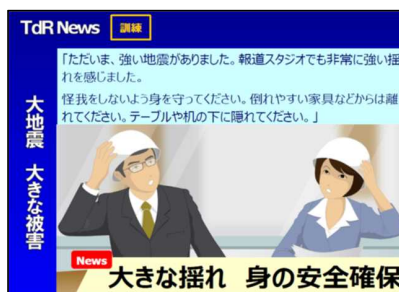 TdR News 訓練
「ただいま、強い地震がありました。報道スタジオでも非常に強い揺
れを感じました。
怪我をしないよう身を守ってください。倒れやすい家具などからは離
れてください。テーブルや机の下に隠れてください。」
大地震 大きな被害
News
大きな揺れ 身の安全確保